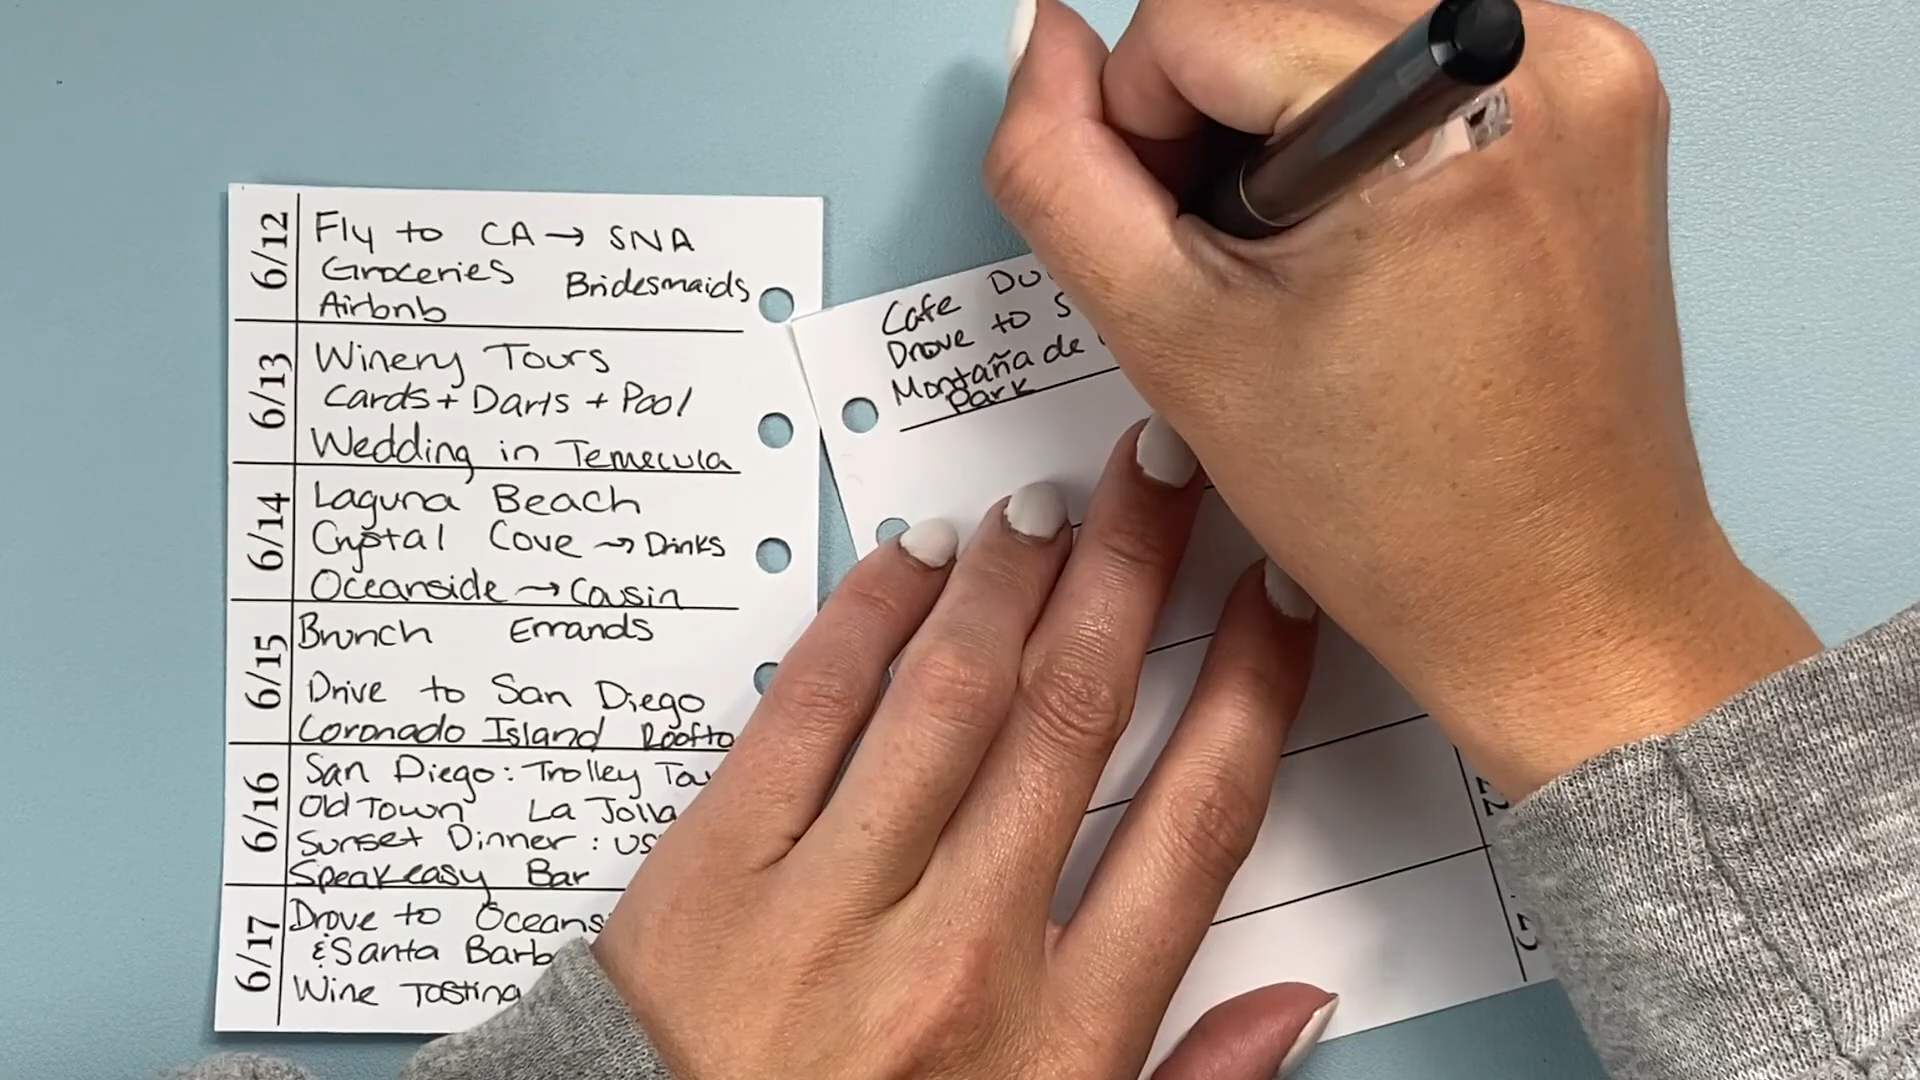 6/12
Fly to CA → SNA
Groceries Bridesmaids
Airbnb
6/13
Winery Tours
Cards + Darts + Pool
Wedding in Temecula
6/14
Laguna Beach
Crystal Cove → Drinks
Oceanside → Cousin
6/15
Brunch Errands
Drive to San Diego
Coronado Island
6/16
San Diego: Trolley
Old Town La Jolla
Sunset Dinner:
Speakeasy Bar
6/17
Drove to
& Santa
Wine Tasting
Cafe
Drove to
Montaña de
Park
22